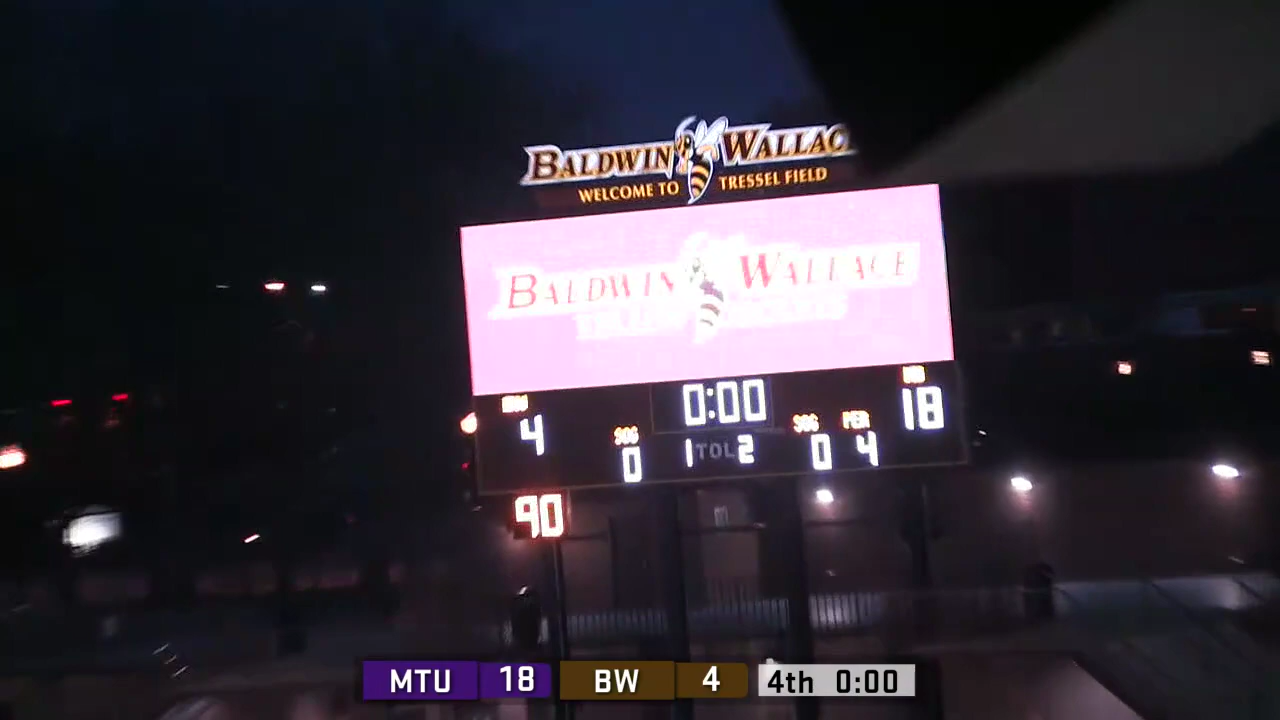 BALDWIN WALLAC
WELCOME TO TRESSEL FIELD
BALDWIN WALLACE
0:00
4 18
SOG SOG PER
0 1 TOL 2 0 4
90
MTU 18 BW 4 4th 0:00